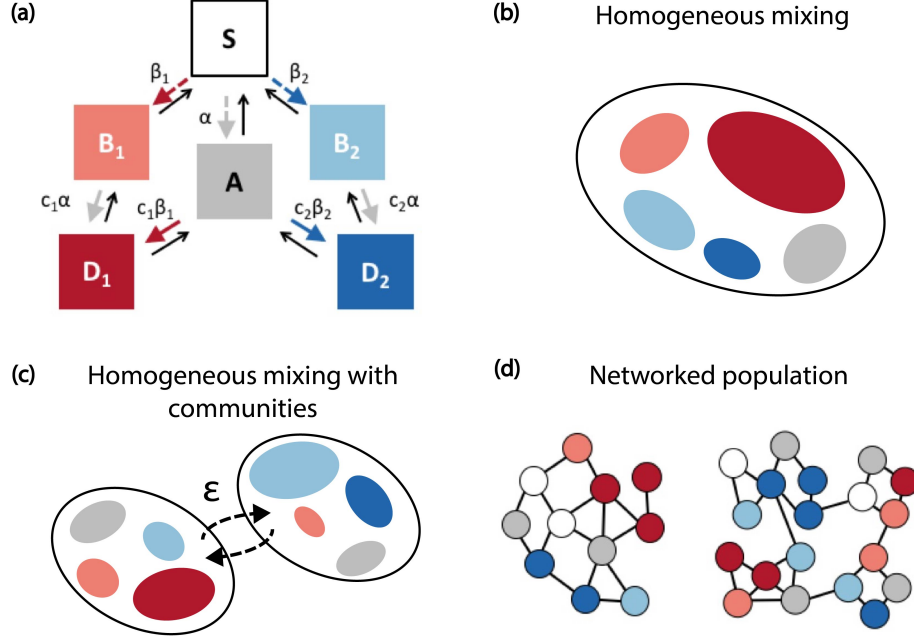 (a)
S
β₁
β₂
α
B₁
B₂
A
c₁α
c₁β₁
c₂β₂
c₂α
D₁
D₂
(b)
Homogeneous mixing
(c)
Homogeneous mixing with
communities
ε
(d)
Networked population